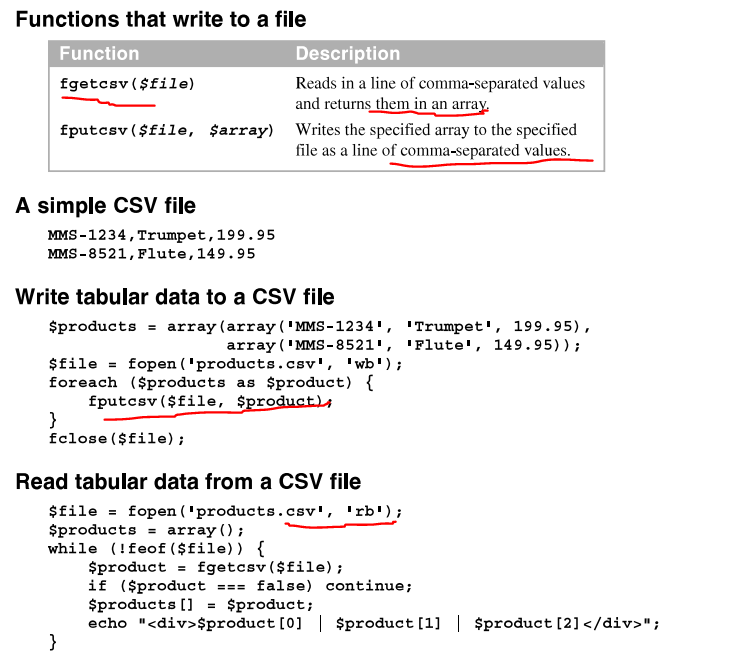 Functions that write to a file
Function Description
fgetcsv($file) Reads in a line of comma-separated values
and returns them in an array.
fputcsv($file, $array) Writes the specified array to the specified
file as a line of comma-separated values.
A simple CSV file
MMS-1234,Trumpet,199.95
MMS-8521,Flute,149.95
Write tabular data to a CSV file
$products = array(array('MMS-1234', 'Trumpet', 199.95),
array('MMS-8521', 'Flute', 149.95));
$file = fopen('products.csv', 'wb');
foreach ($products as $product) {
fputcsv($file, $product);
}
fclose($file);
Read tabular data from a CSV file
$file = fopen('products.csv', 'rb');
$products = array();
while (!feof($file)) {
$product = fgetcsv($file);
if ($product === false) continue;
$products[] = $product;
echo "<div>$product[0] | $product[1] | $product[2]</div>";
}